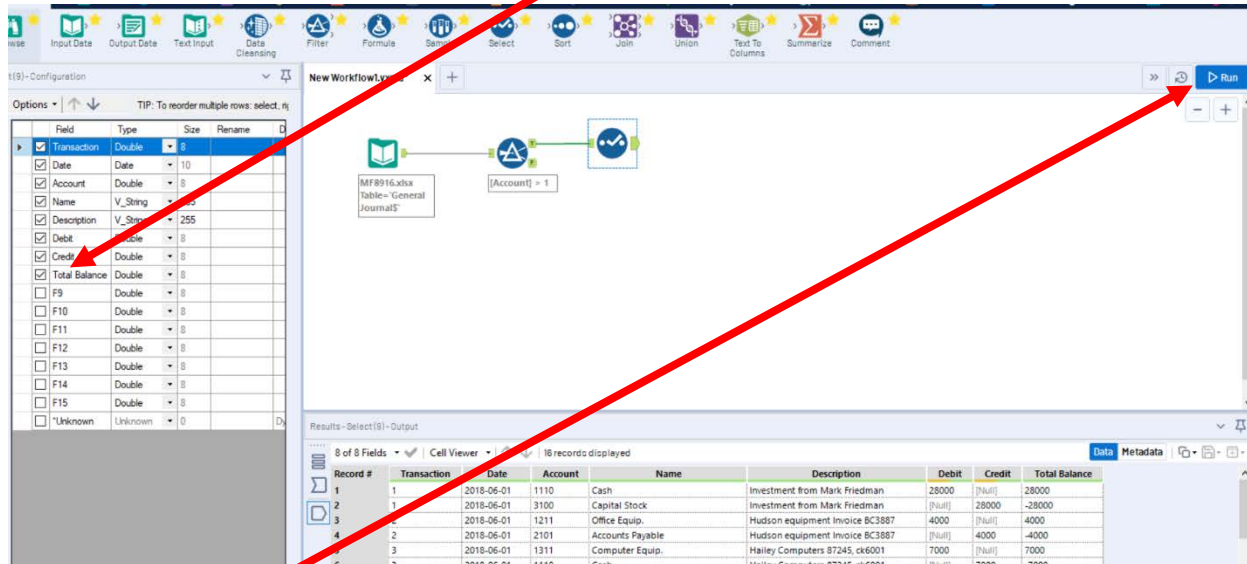 Input Data Output Data Text Input Data Cleansing Filter Formula Select Sort Join Union Text To Columns Summarize Comment
(9) - Configuration
New Workflow1
Run
Options TIP: To reorder multiple rows: select, ri
Field Type Size Rename D
Transaction Double 8
Date Date 10
Account Double 8
Name V_String
Description V_String 255
Debit Double 8
Credit Double 8
Total Balance Double 8
F9 Double 8
F10 Double 8
F11 Double 8
F12 Double 8
F13 Double 8
F14 Double 8
F15 Double 8
*Unknown Unknown 0 Dy
MF8916.xlsx
Table='General
Journal$'
[Account] > 1
T
F
Results - Select (9) - Output
8 of 8 Fields Cell Viewer 16 records displayed Data Metadata
Record # Transaction Date Account Name Description Debit Credit Total Balance
1 1 2018-06-01 1110 Cash Investment from Mark Friedman 28000 [Null] 28000
2 1 2018-06-01 3100 Capital Stock Investment from Mark Friedman [Null] 28000 -28000
3 2 2018-06-01 1211 Office Equip. Hudson equipment Invoice BC3887 4000 [Null] 4000
4 2 2018-06-01 2101 Accounts Payable Hudson equipment Invoice BC3887 [Null] 4000 -4000
3 2018-06-01 1311 Computer Equip. Hailey Computers 87245, ck6001 7000 [Null] 7000